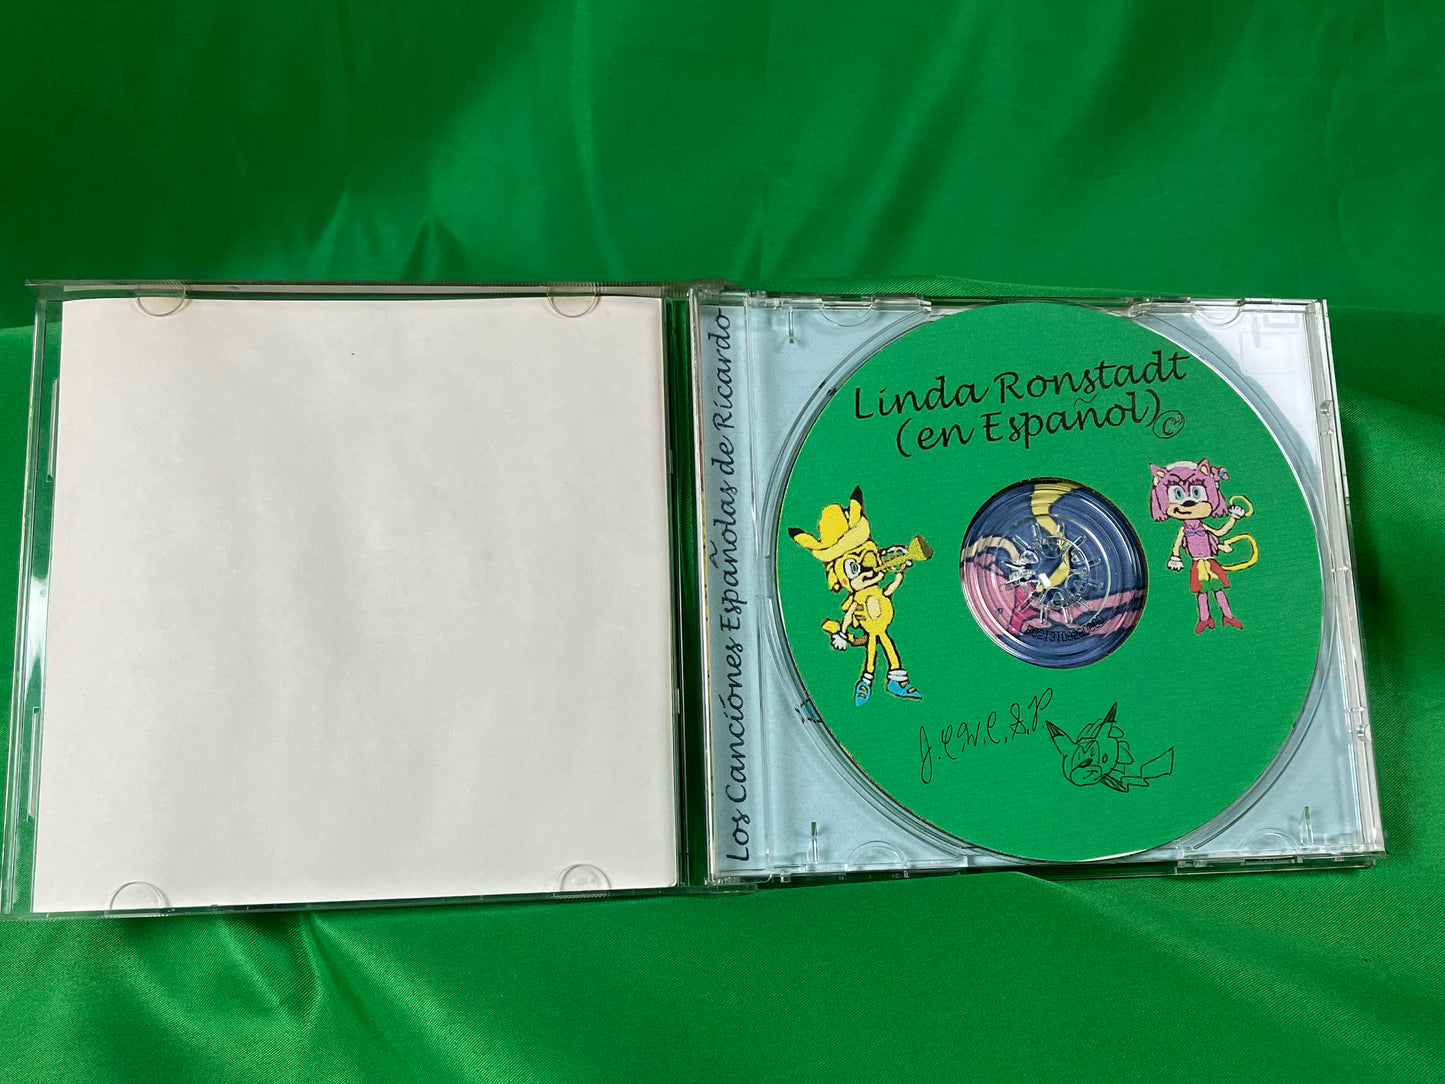 Los Canciónes Españolas de Ricardo
Linda Ronstadt
(en Español)©
J.C.W.C.S.P.